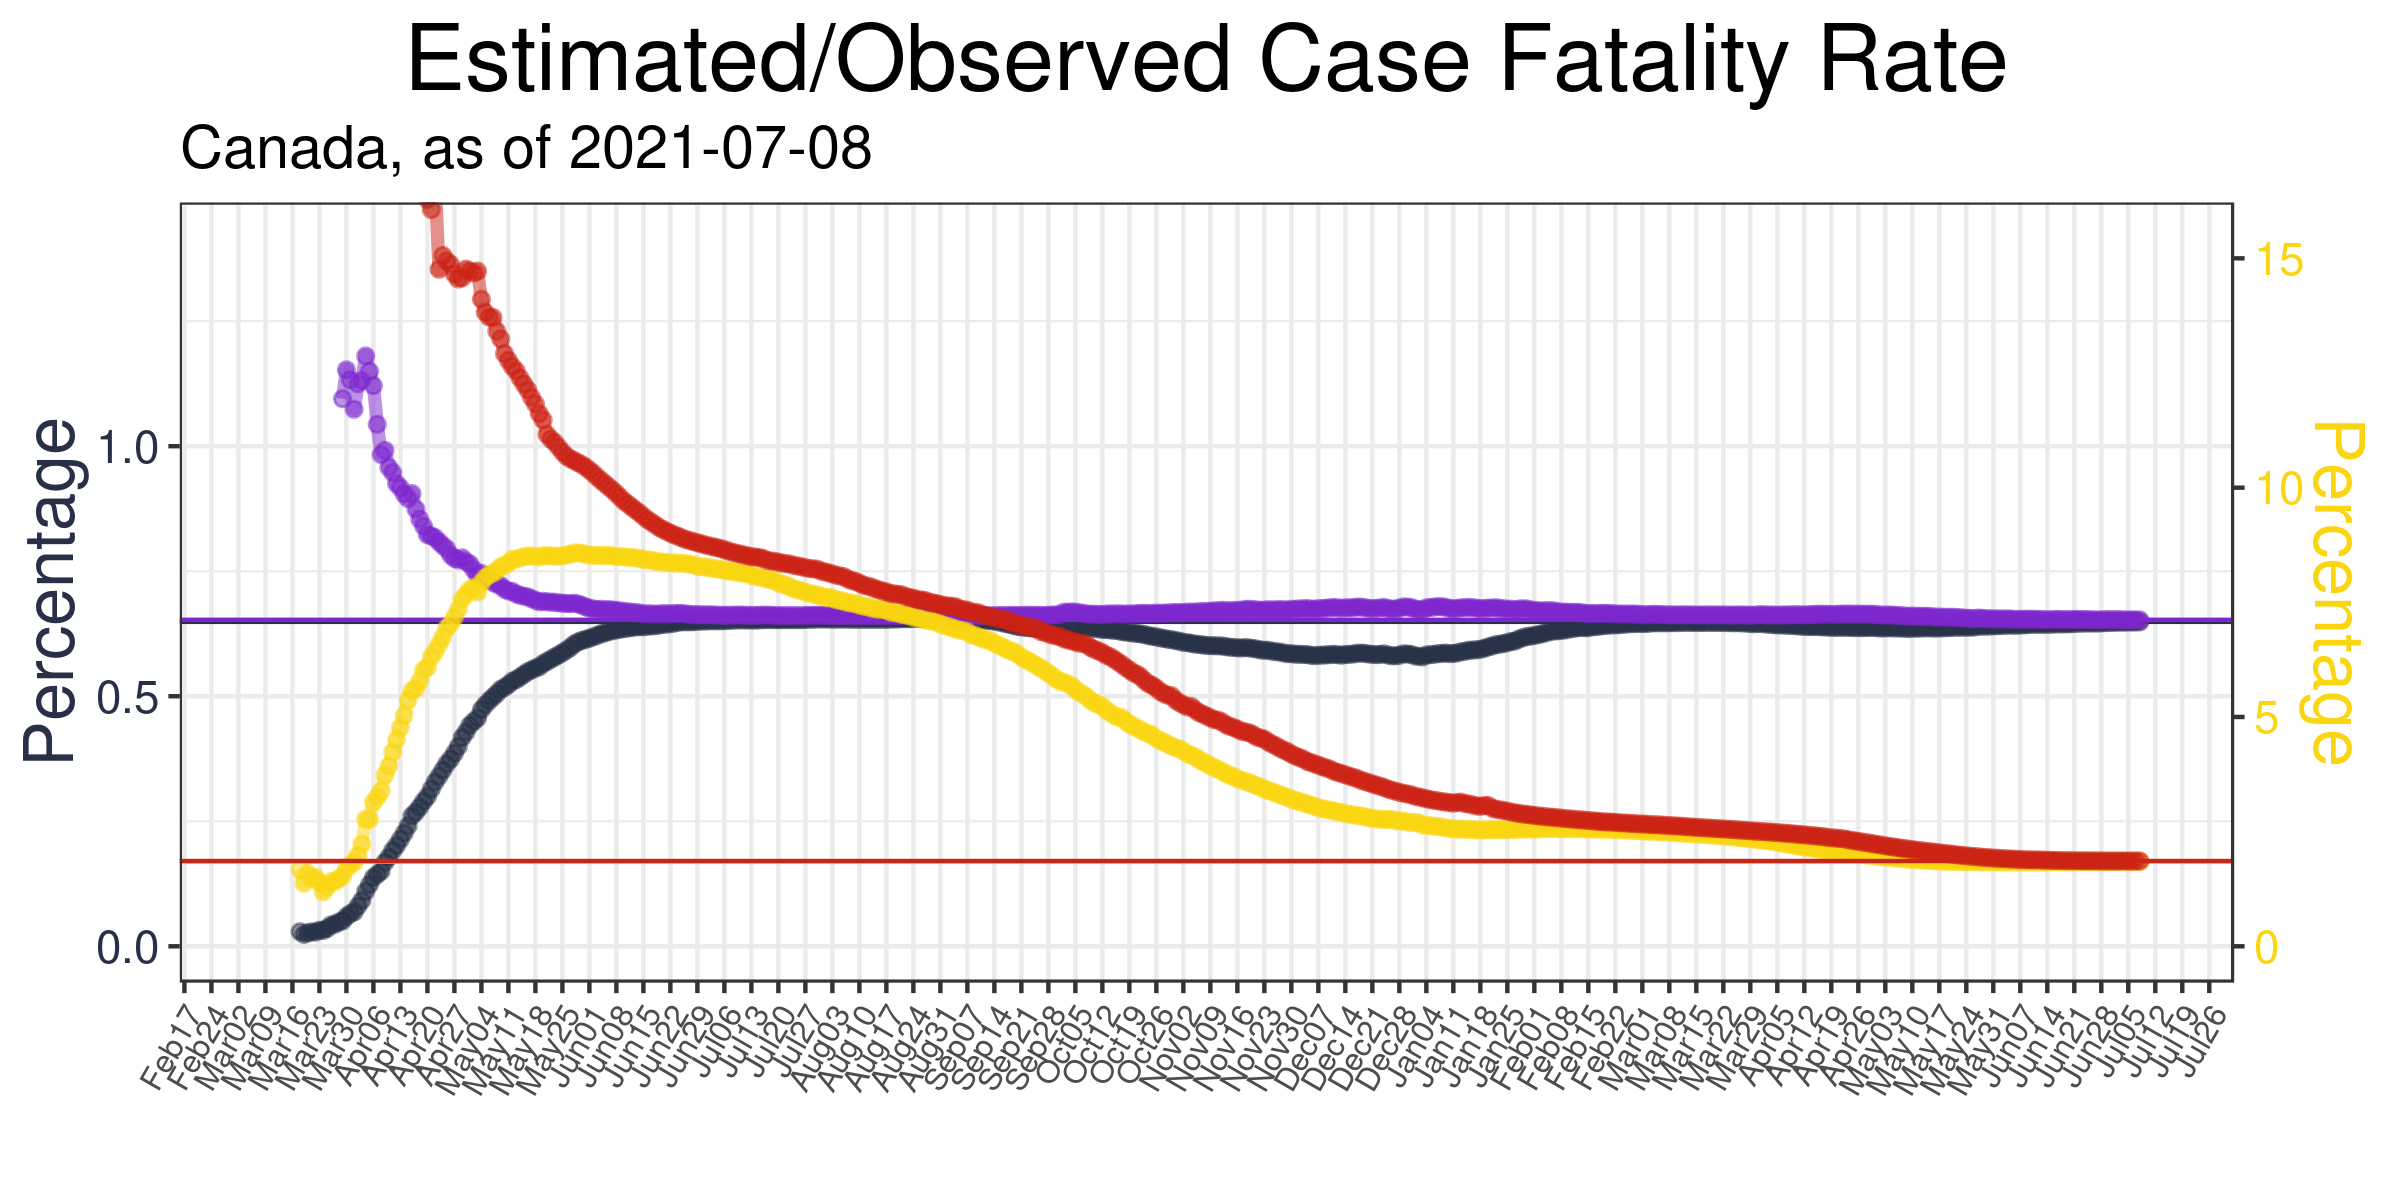 Estimated/Observed Case Fatality Rate
Canada, as of 2021-07-08
Percentage
1.0
0.5
0.0
15
10
5
0
Percentage
Feb17
Feb24
Mar02
Mar09
Mar16
Mar23
Mar30
Apr06
Apr13
Apr20
Apr27
May04
May11
May18
May25
Jun01
Jun08
Jun15
Jun22
Jun29
Jul06
Jul13
Jul20
Jul27
Aug03
Aug10
Aug17
Aug24
Aug31
Sep07
Sep14
Sep21
Sep28
Oct05
Oct12
Oct19
Oct26
Nov02
Nov09
Nov16
Nov23
Nov30
Dec07
Dec14
Dec21
Dec28
Jan04
Jan11
Jan18
Jan25
Feb01
Feb08
Feb15
Feb22
Mar01
Mar08
Mar15
Mar22
Mar29
Apr05
Apr12
Apr19
Apr26
May03
May10
May17
May24
May31
Jun07
Jun14
Jun21
Jun28
Jul05
Jul12
Jul19
Jul26